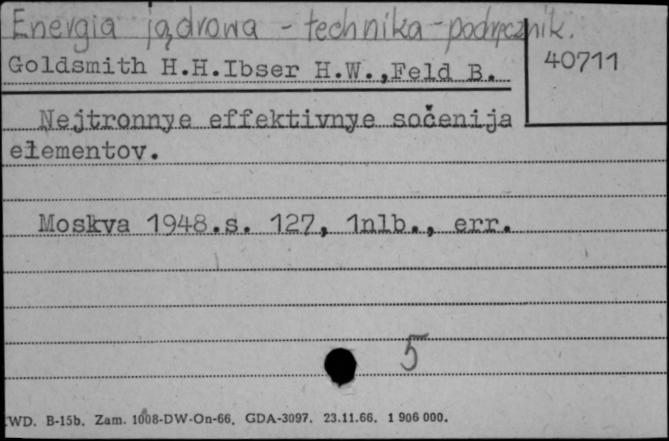 Energia jądrowa - technika - podręcznik.
Goldsmith H.H.Ibser H.W.,Feld B.
40711
Nejtronnye effektivnye sočenija
ełementov.
Moskva 1948.s. 127, 1nlb., err.
5
WD. B-15b. Zam. 1008-DW-On-66. GDA-3097. 23.11.66. 1 906 000.